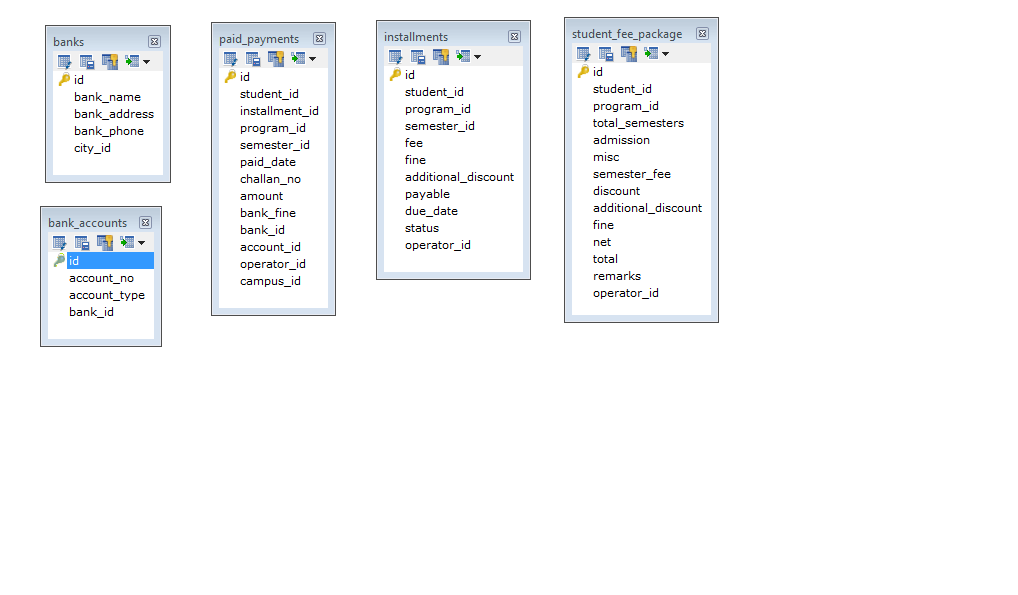 banks
id
bank_name
bank_address
bank_phone
city_id
bank_accounts
id
account_no
account_type
bank_id
paid_payments
id
student_id
installment_id
program_id
semester_id
paid_date
challan_no
amount
bank_fine
bank_id
account_id
operator_id
campus_id
installments
id
student_id
program_id
semester_id
fee
fine
additional_discount
payable
due_date
status
operator_id
student_fee_package
id
student_id
program_id
total_semesters
admission
misc
semester_fee
discount
additional_discount
fine
net
total
remarks
operator_id